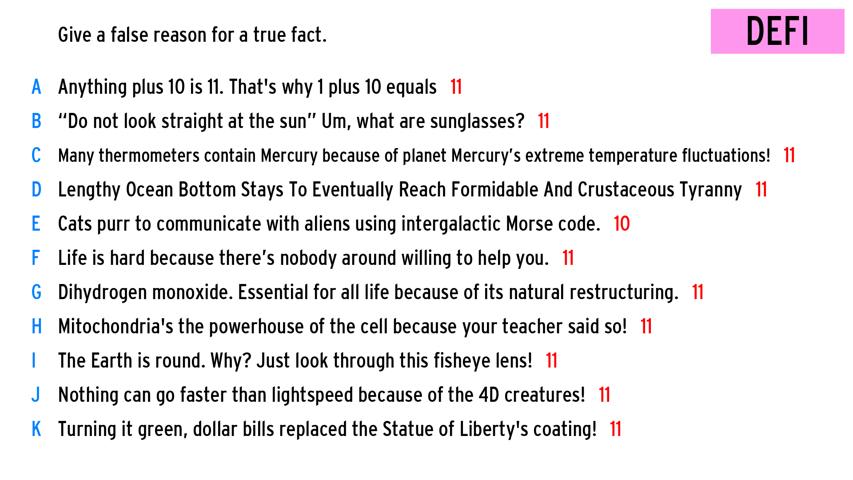 Give a false reason for a true fact.
DEFI
A Anything plus 10 is 11. That's why 1 plus 10 equals 11
B “Do not look straight at the sun” Um, what are sunglasses? 11
C Many thermometers contain Mercury because of planet Mercury’s extreme temperature fluctuations! 11
D Lengthy Ocean Bottom Stays To Eventually Reach Formidable And Crustaceous Tyranny 11
E Cats purr to communicate with aliens using intergalactic Morse code. 10
F Life is hard because there’s nobody around willing to help you. 11
G Dihydrogen monoxide. Essential for all life because of its natural restructuring. 11
H Mitochondria's the powerhouse of the cell because your teacher said so! 11
I The Earth is round. Why? Just look through this fisheye lens! 11
J Nothing can go faster than lightspeed because of the 4D creatures! 11
K Turning it green, dollar bills replaced the Statue of Liberty's coating! 11